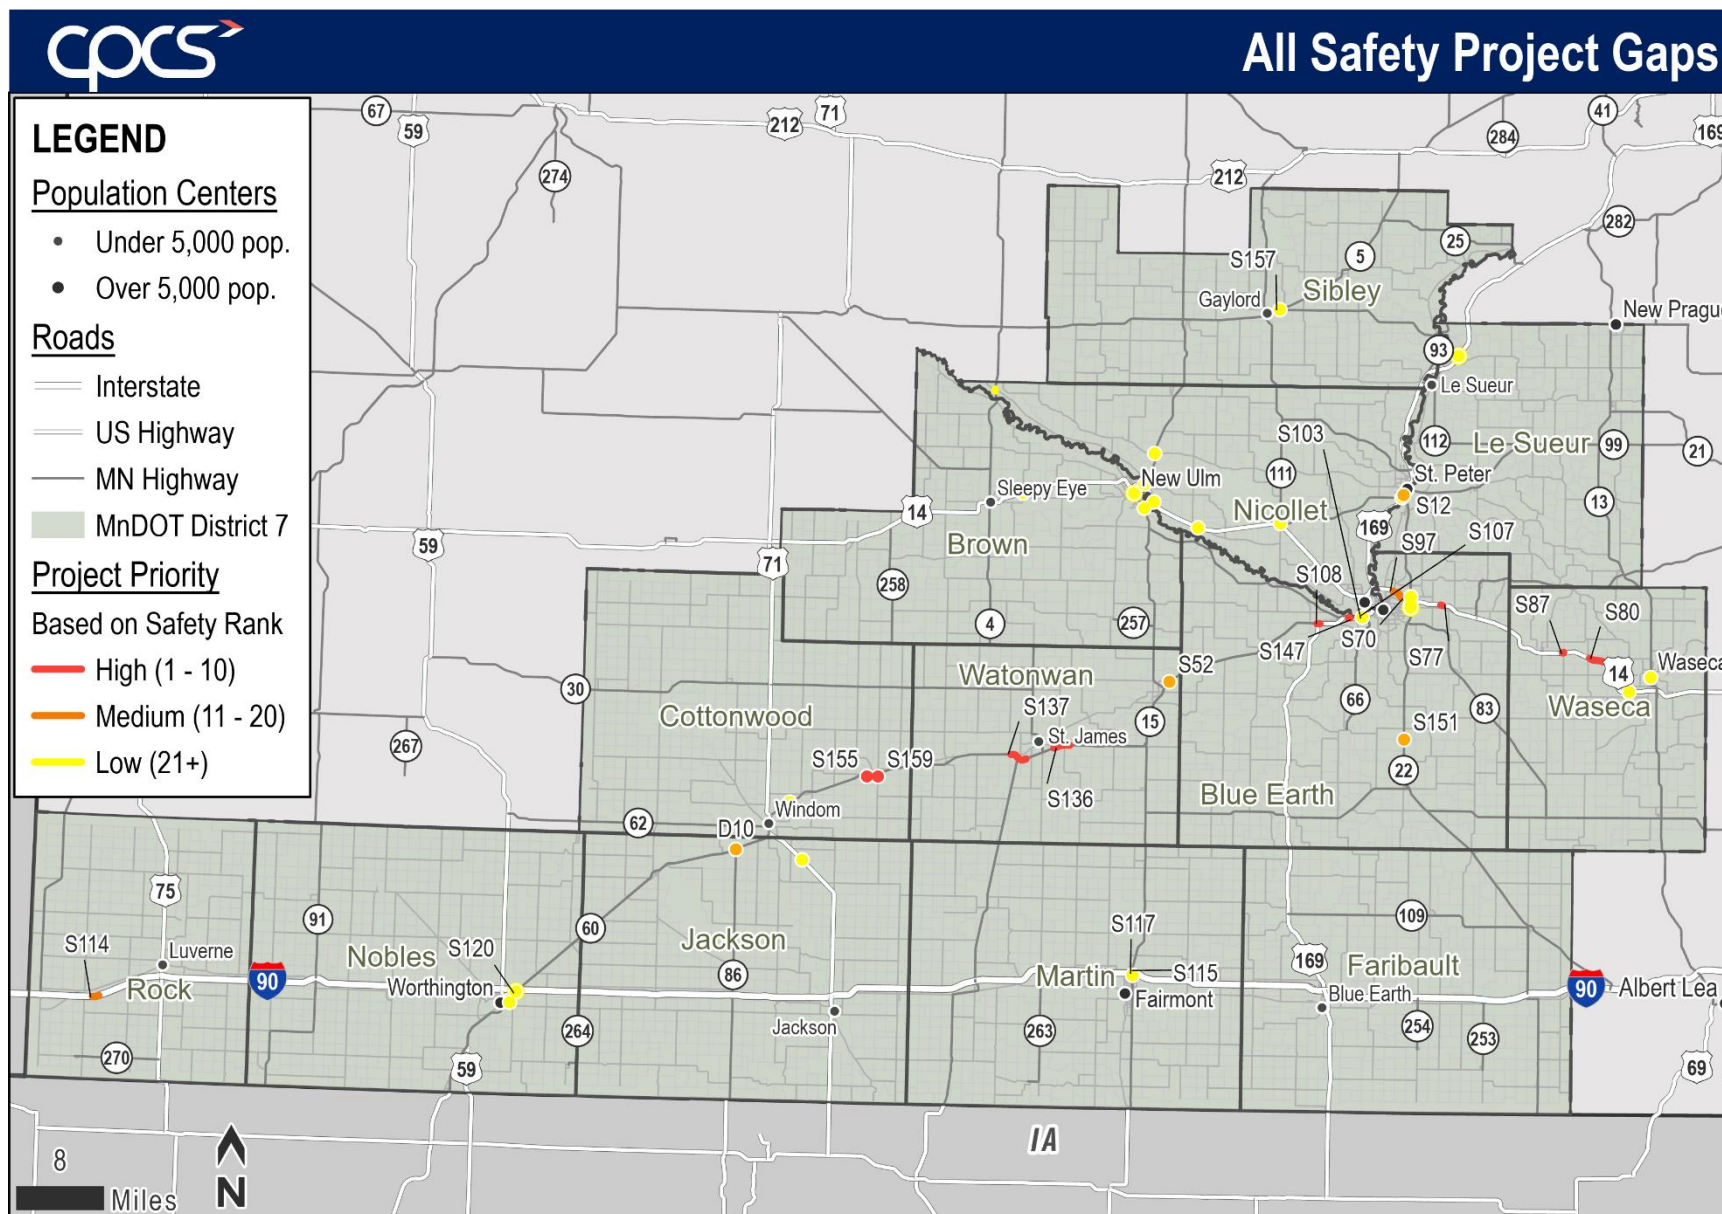 cpcs
All Safety Project Gaps
LEGEND
Population Centers
Under 5,000 pop.
Over 5,000 pop.
Roads
Interstate
US Highway
MN Highway
MnDOT District 7
Project Priority
Based on Safety Rank
High (1 - 10)
Medium (11 - 20)
Low (21+)
67
59
212
71
274
284
41
169
212
282
25
5
S157
Sibley
Gaylord
New Prague
93
Le Sueur
S103
112
Le Sueur
99
21
111
St. Peter
S12
13
Sleepy Eye
New Ulm
14
Nicollet
169
Brown
S97
S107
59
71
258
S108
4
257
S147
S70
S77
S87
S80
14
Waseca
Waseca
S52
Watonwan
30
Cottonwood
S137
15
66
83
St. James
S151
267
S155
S159
22
S136
Blue Earth
Windom
62
D10
75
91
60
109
S114
Luverne
Nobles
S120
Jackson
S117
169
Faribault
90
Rock
Worthington
86
Martin
S115
Fairmont
Blue Earth
90
Albert Lea
Jackson
264
263
254
253
270
59
69
IA
8
Miles
N